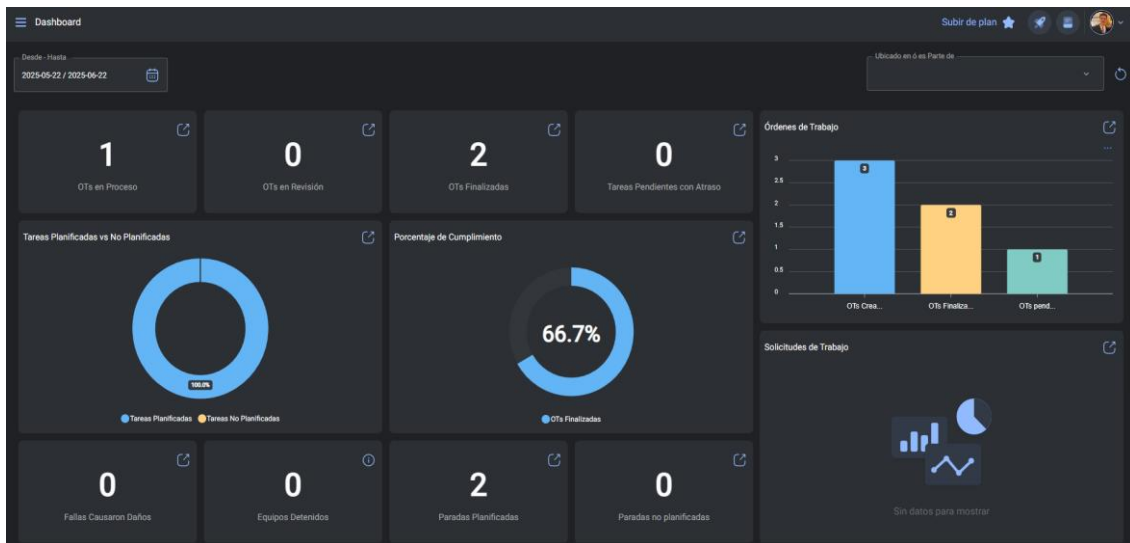 Dashboard
Subir de plan
Desde - Hasta
2025-05-22 / 2025-06-22
Ubicado en ó es Parte de
1
OTs en Proceso
0
OTs en Revisión
2
OTs Finalizadas
0
Tareas Pendientes con Atraso
Órdenes de Trabajo
...
3
2.5
2
1.5
1
0.5
0
3
2
1
OTs Crea...
OTs Finaliza...
OTs pend...
Tareas Planificadas vs No Planificadas
100.0%
Tareas Planificadas
Tareas No Planificadas
Porcentaje de Cumplimiento
66.7%
OTs Finalizadas
Solicitudes de Trabajo
Sin datos para mostrar
0
Fallas Causaron Daños
0
Equipos Detenidos
2
Paradas Planificadas
0
Paradas no planificadas